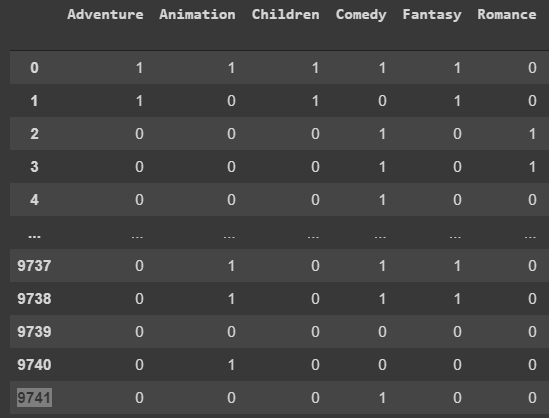 Adventure Animation Children Comedy Fantasy Romance
0 1 1 1 1 1 0
1 1 0 1 0 1 0
2 0 0 0 1 0 1
3 0 0 0 1 0 1
4 0 0 0 1 0 0
... ... ... ... ... ... ...
9737 0 1 0 1 1 0
9738 0 1 0 1 1 0
9739 0 0 0 0 0 0
9740 0 1 0 0 0 0
9741 0 0 0 1 0 0